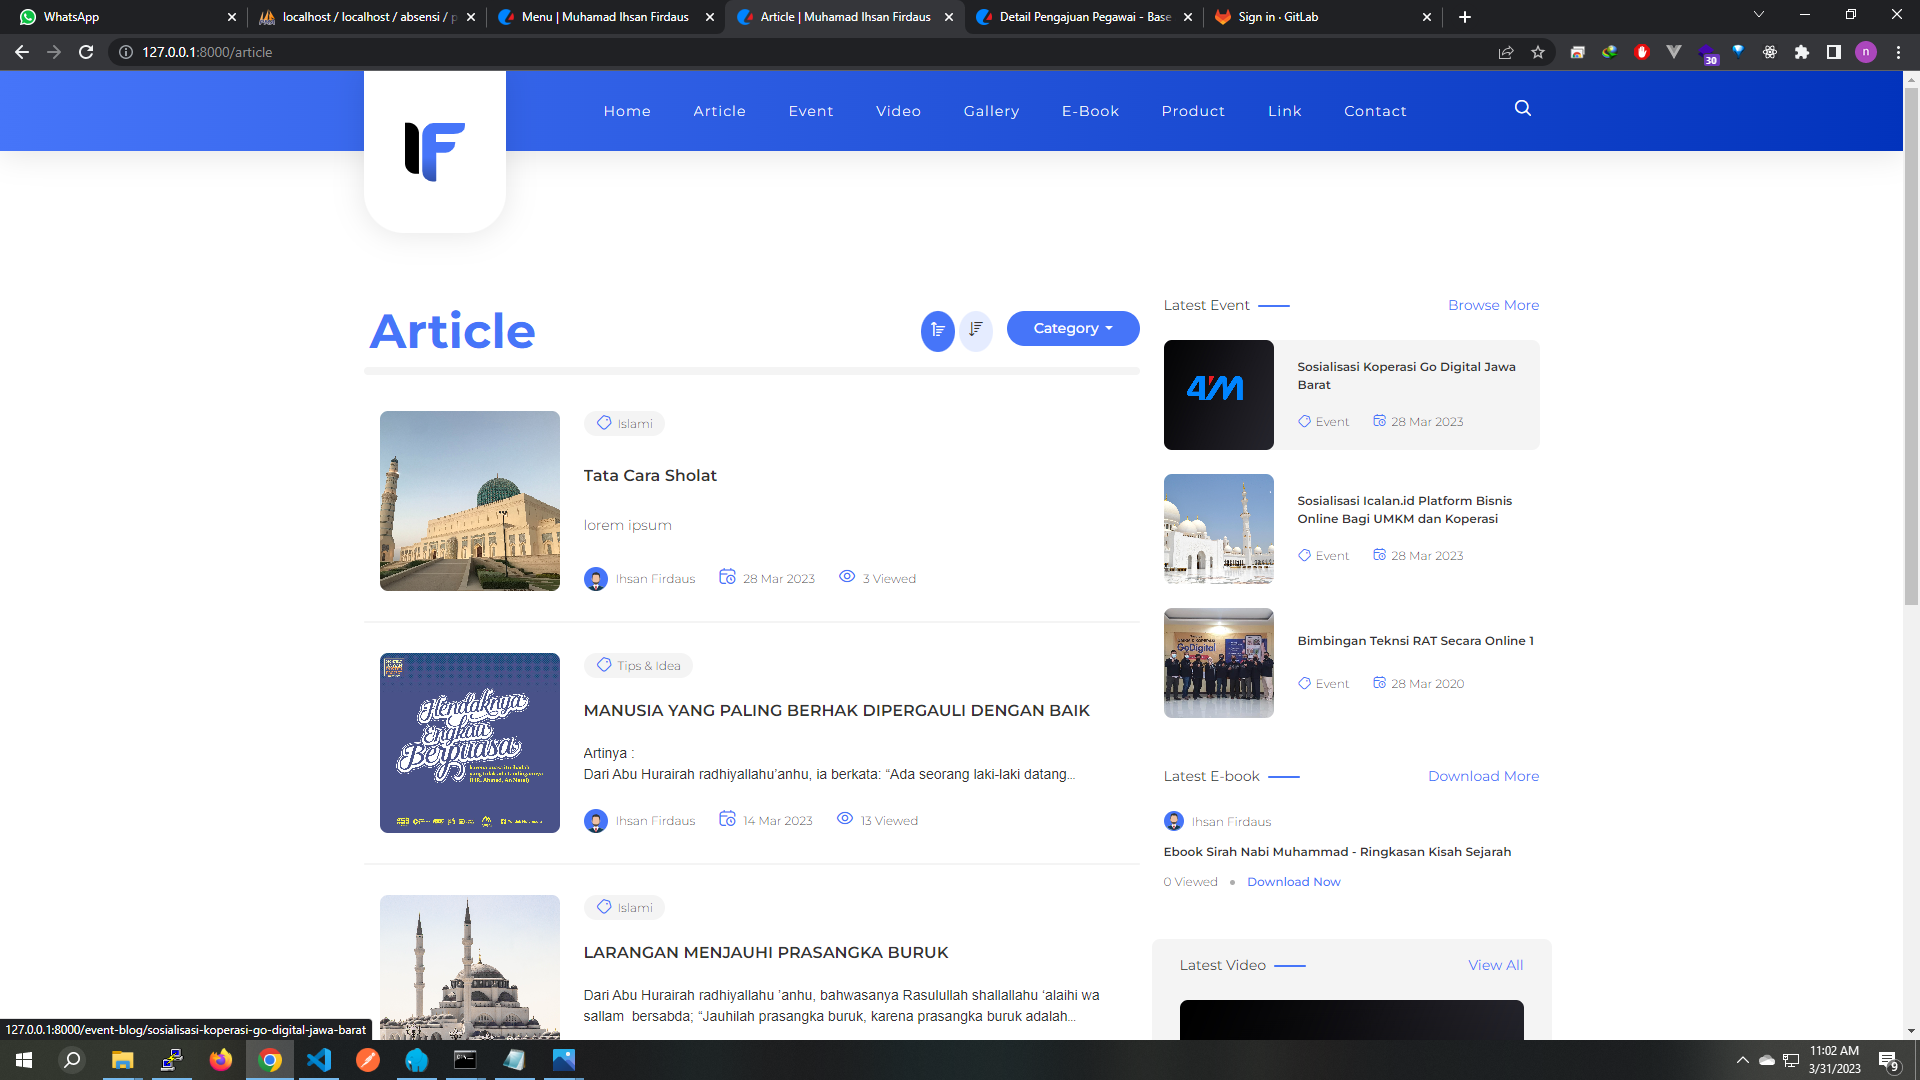 WhatsApp
localhost / localhost / absensi / p
Menu | Muhamad Ihsan Firdaus
Article | Muhamad Ihsan Firdaus
Detail Pengajuan Pegawai - Base
Sign in · GitLab
127.0.0.1:8000/article
30
n
IF
Home
Article
Event
Video
Gallery
E-Book
Product
Link
Contact
Article
Category
Islami
Tata Cara Sholat
lorem ipsum
Ihsan Firdaus
28 Mar 2023
3 Viewed
Hendaknya
Engkau
Berpuasa
Tips & Idea
MANUSIA YANG PALING BERHAK DIPERGAULI DENGAN BAIK
Artinya :
Dari Abu Hurairah radhiyallahu’anhu, ia berkata: “Ada seorang laki-laki datang...
Ihsan Firdaus
14 Mar 2023
13 Viewed
Islami
LARANGAN MENJAUHI PRASANGKA BURUK
Dari Abu Hurairah radhiyallahu ’anhu, bahwasanya Rasulullah shallallahu ‘alaihi wa
sallam  bersabda; “Jauhilah prasangka buruk, karena prasangka buruk adalah...
Latest Event
Browse More
4M
Sosialisasi Koperasi Go Digital Jawa
Barat
Event
28 Mar 2023
Sosialisasi Icalan.id Platform Bisnis
Online Bagi UMKM dan Koperasi
Event
28 Mar 2023
GoDigital
Bimbingan Teknsi RAT Secara Online 1
Event
28 Mar 2020
Latest E-book
Download More
Ihsan Firdaus
Ebook Sirah Nabi Muhammad - Ringkasan Kisah Sejarah
0 Viewed
Download Now
Latest Video
View All
127.0.0.1:8000/event-blog/sosialisasi-koperasi-go-digital-jawa-barat
11:02 AM
3/31/2023
9